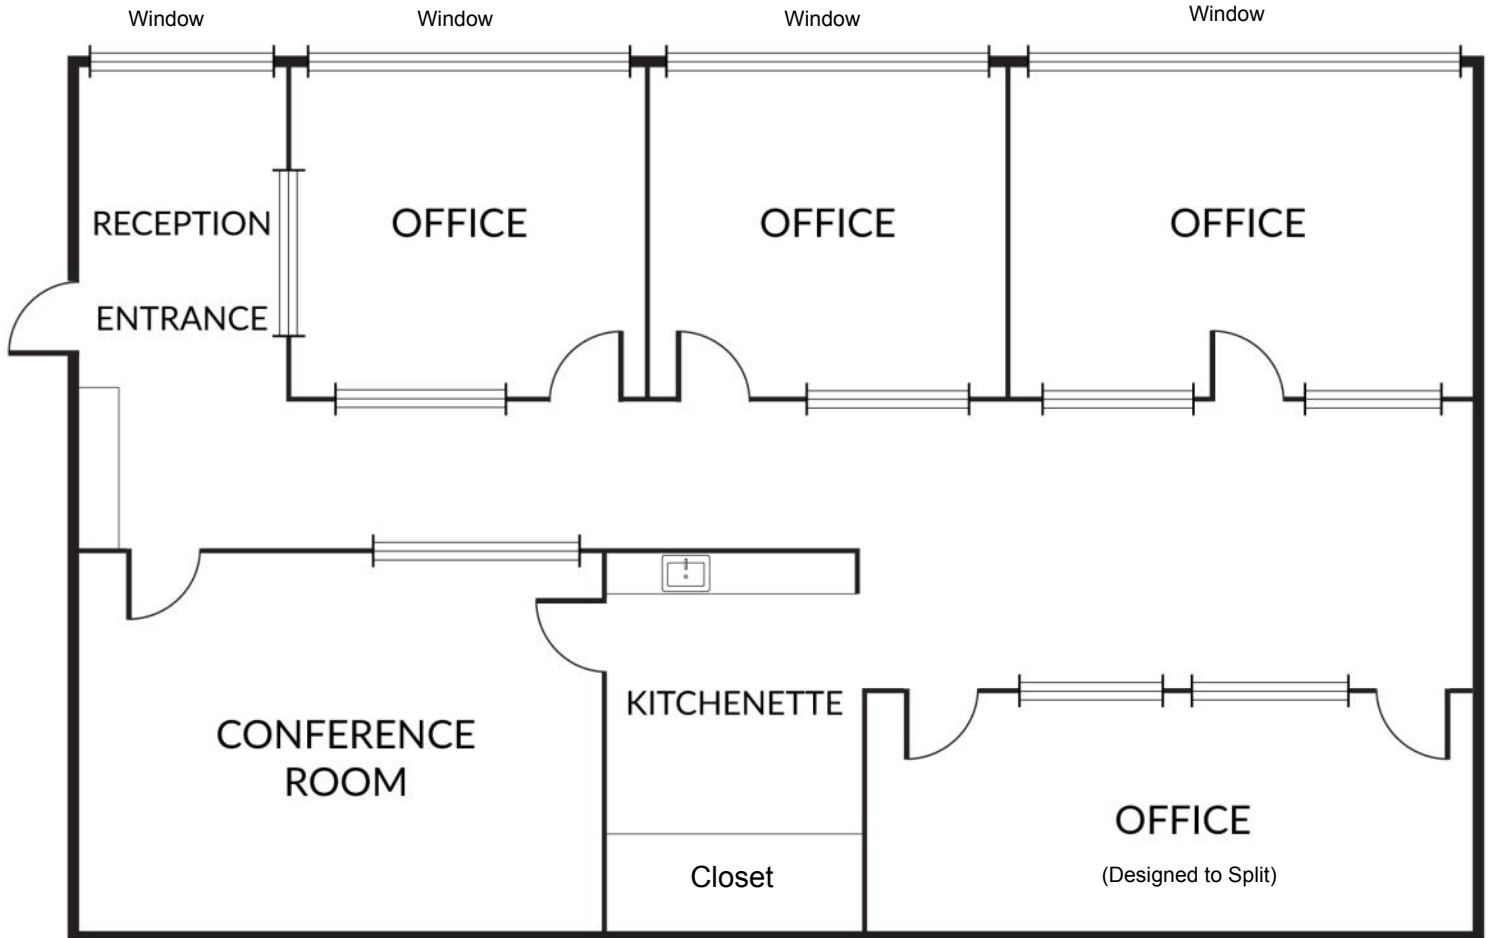 Window
Window
Window
Window
RECEPTION
OFFICE
OFFICE
OFFICE
ENTRANCE
KITCHENETTE
CONFERENCE
ROOM
OFFICE
Closet
(Designed to Split)